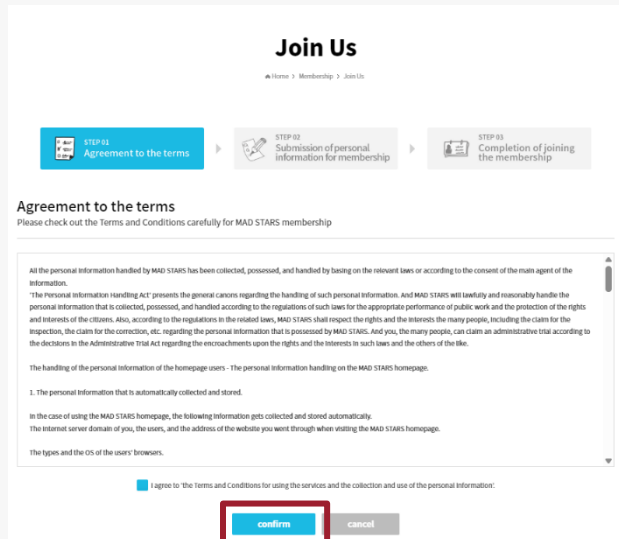 Join Us
Home > Membership > Join Us
STEP 01
Agreement to the terms
STEP 02
Submission of personal
information for membership
STEP 03
Completion of joining
the membership
Agreement to the terms
Please check out the Terms and Conditions carefully for MAD STARS membership
All the personal information handled by MAD STARS has been collected, possessed, and handled by basing on the relevant laws or according to the consent of the main agent of the
information.
'The Personal Information Handling Act' presents the general canons regarding the handling of such personal information. And MAD STARS will lawfully and reasonably handle the
personal information that is collected, possessed, and handled according to the regulations of such laws for the appropriate performance of public work and the protection of the rights
and interests of the citizens. Also, according to the regulations in the related laws, MAD STARS shall respect the rights and the interests the many people, including the claim for the
inspection, the claim for the correction, etc. regarding the personal information that is possessed by MAD STARS. And you, the many people, can claim an administrative trial according to
the decisions in the Administrative Trial Act regarding the encroachments upon the rights and the interests in such laws and the others of the like.
The handling of the personal information of the homepage users - The personal information handling on the MAD STARS homepage.
1. The personal information that is automatically collected and stored.
In the case of using the MAD STARS homepage, the following information gets collected and stored automatically.
The internet server domain of you, the users, and the address of the website you went through when visiting the MAD STARS homepage.
The types and the OS of the users' browsers.
I agree to 'the Terms and Conditions for using the services and the collection and use of the personal information'.
confirm
cancel